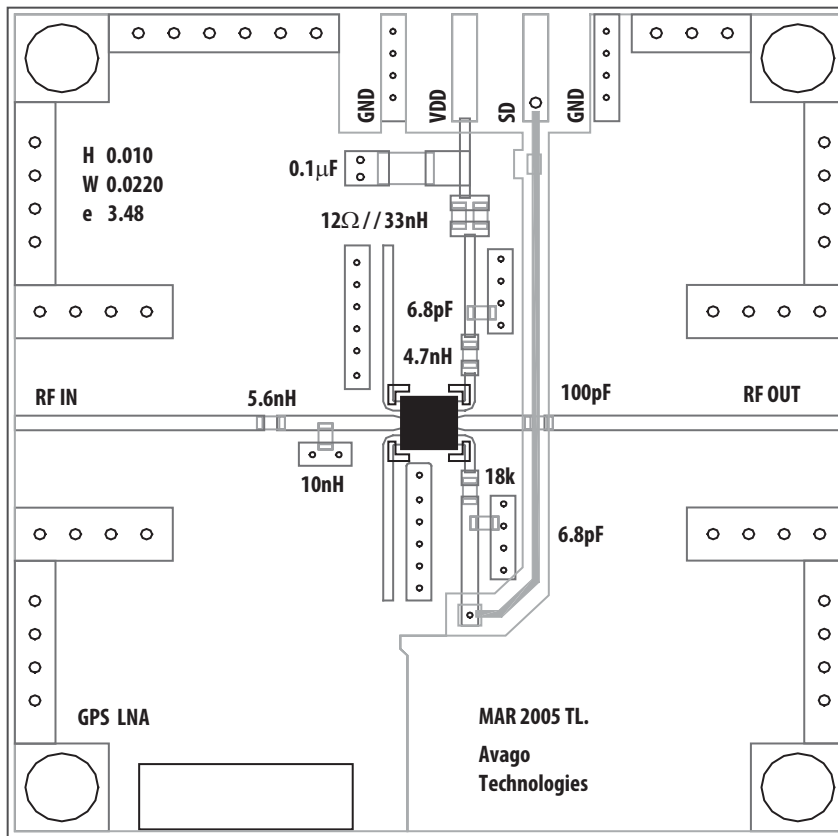 GND
VDD
SD
GND
H 0.010
W 0.0220
e 3.48
0.1μF
12Ω//33nH
6.8pF
4.7nH
RF IN
5.6nH
100pF
RF OUT
10nH
18k
6.8pF
GPS LNA
MAR 2005 TL.
Avago
Technologies